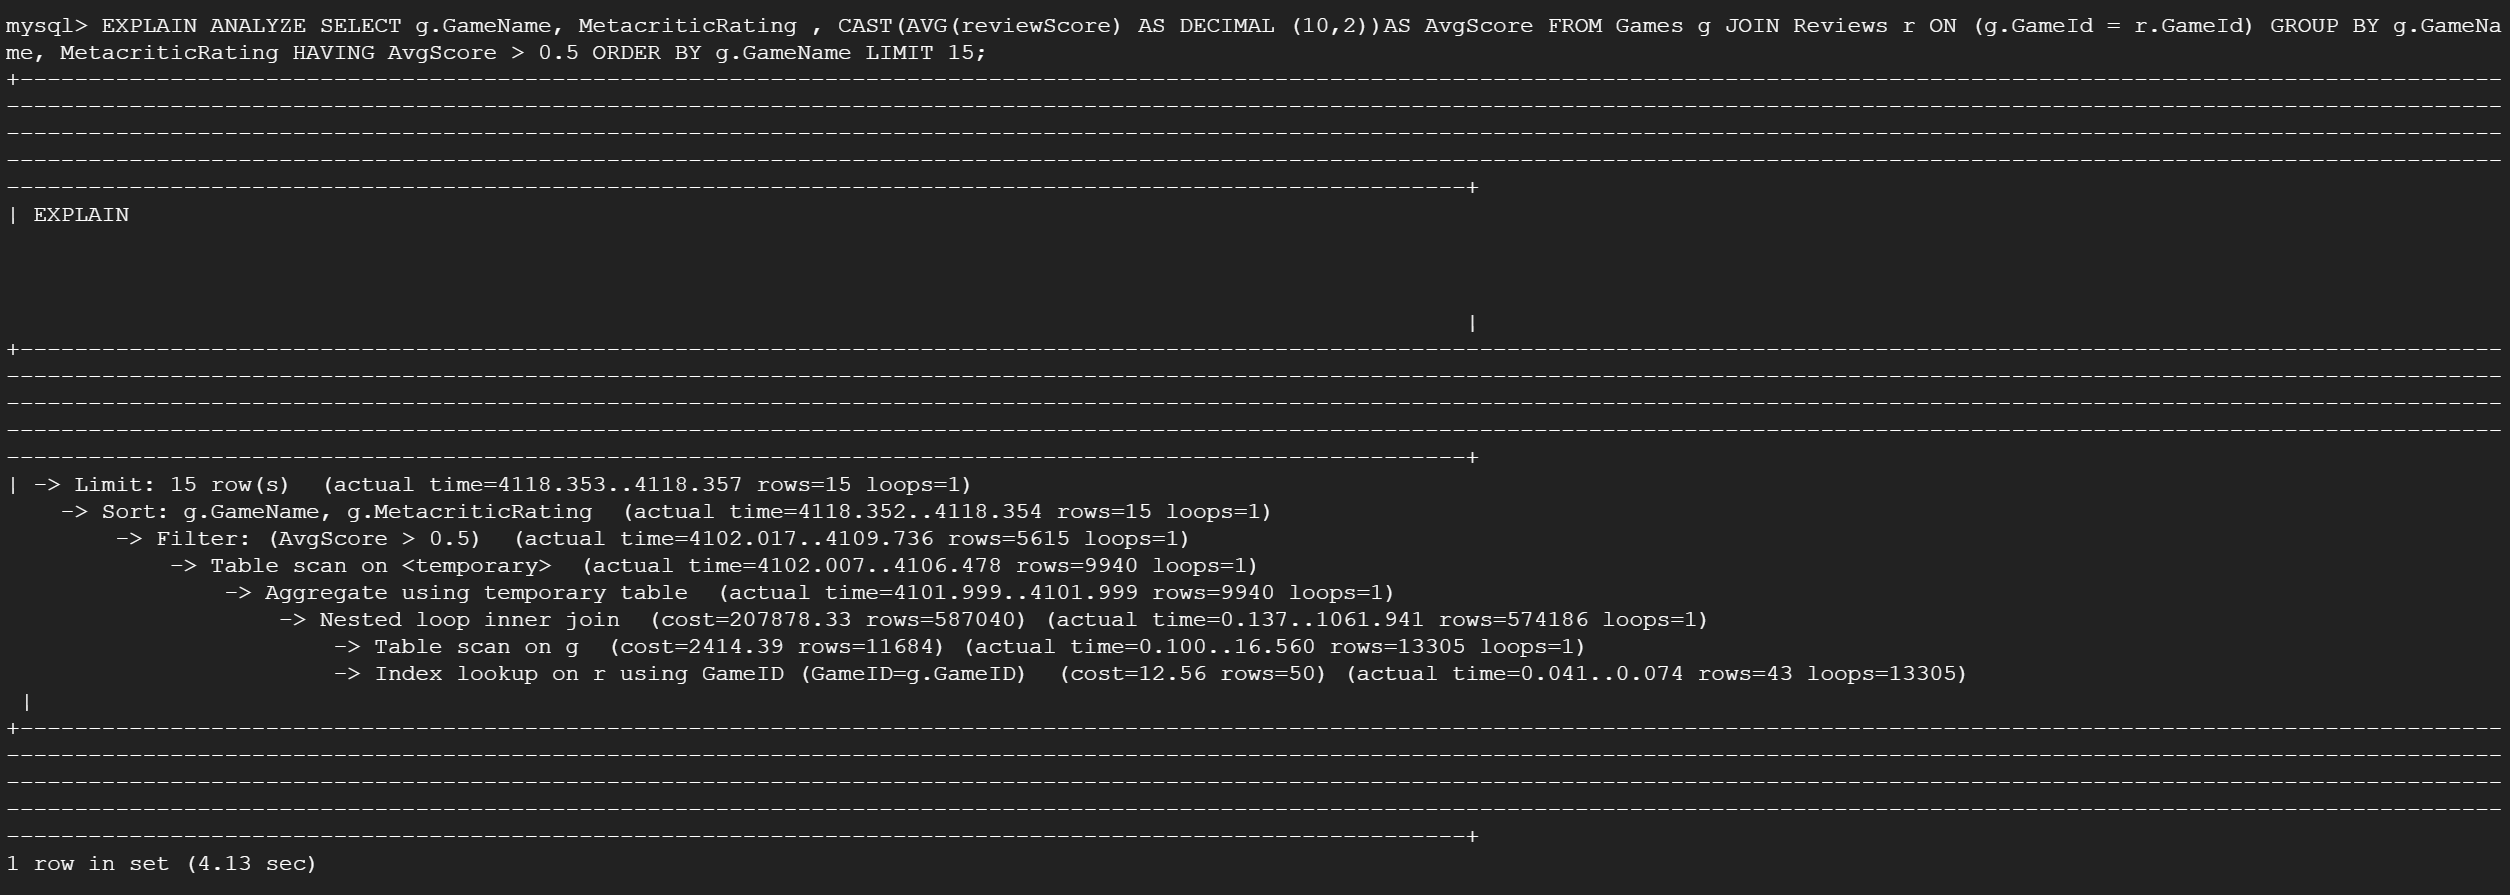 mysql> EXPLAIN ANALYZE SELECT g.GameName, MetacriticRating , CAST(AVG(reviewScore) AS DECIMAL (10,2))AS AvgScore FROM Games g JOIN Reviews r ON (g.GameId = r.GameId) GROUP BY g.GameNa
me, MetacriticRating HAVING AvgScore > 0.5 ORDER BY g.GameName LIMIT 15;
| EXPLAIN
|
| -> Limit: 15 row(s)  (actual time=4118.353..4118.357 rows=15 loops=1)
    -> Sort: g.GameName, g.MetacriticRating  (actual time=4118.352..4118.354 rows=15 loops=1)
        -> Filter: (AvgScore > 0.5)  (actual time=4102.017..4109.736 rows=5615 loops=1)
            -> Table scan on <temporary>  (actual time=4102.007..4106.478 rows=9940 loops=1)
                -> Aggregate using temporary table  (actual time=4101.999..4101.999 rows=9940 loops=1)
                    -> Nested loop inner join  (cost=207878.33 rows=587040) (actual time=0.137..1061.941 rows=574186 loops=1)
                        -> Table scan on g  (cost=2414.39 rows=11684) (actual time=0.100..16.560 rows=13305 loops=1)
                        -> Index lookup on r using GameID (GameID=g.GameID)  (cost=12.56 rows=50) (actual time=0.041..0.074 rows=43 loops=13305)
 |
1 row in set (4.13 sec)